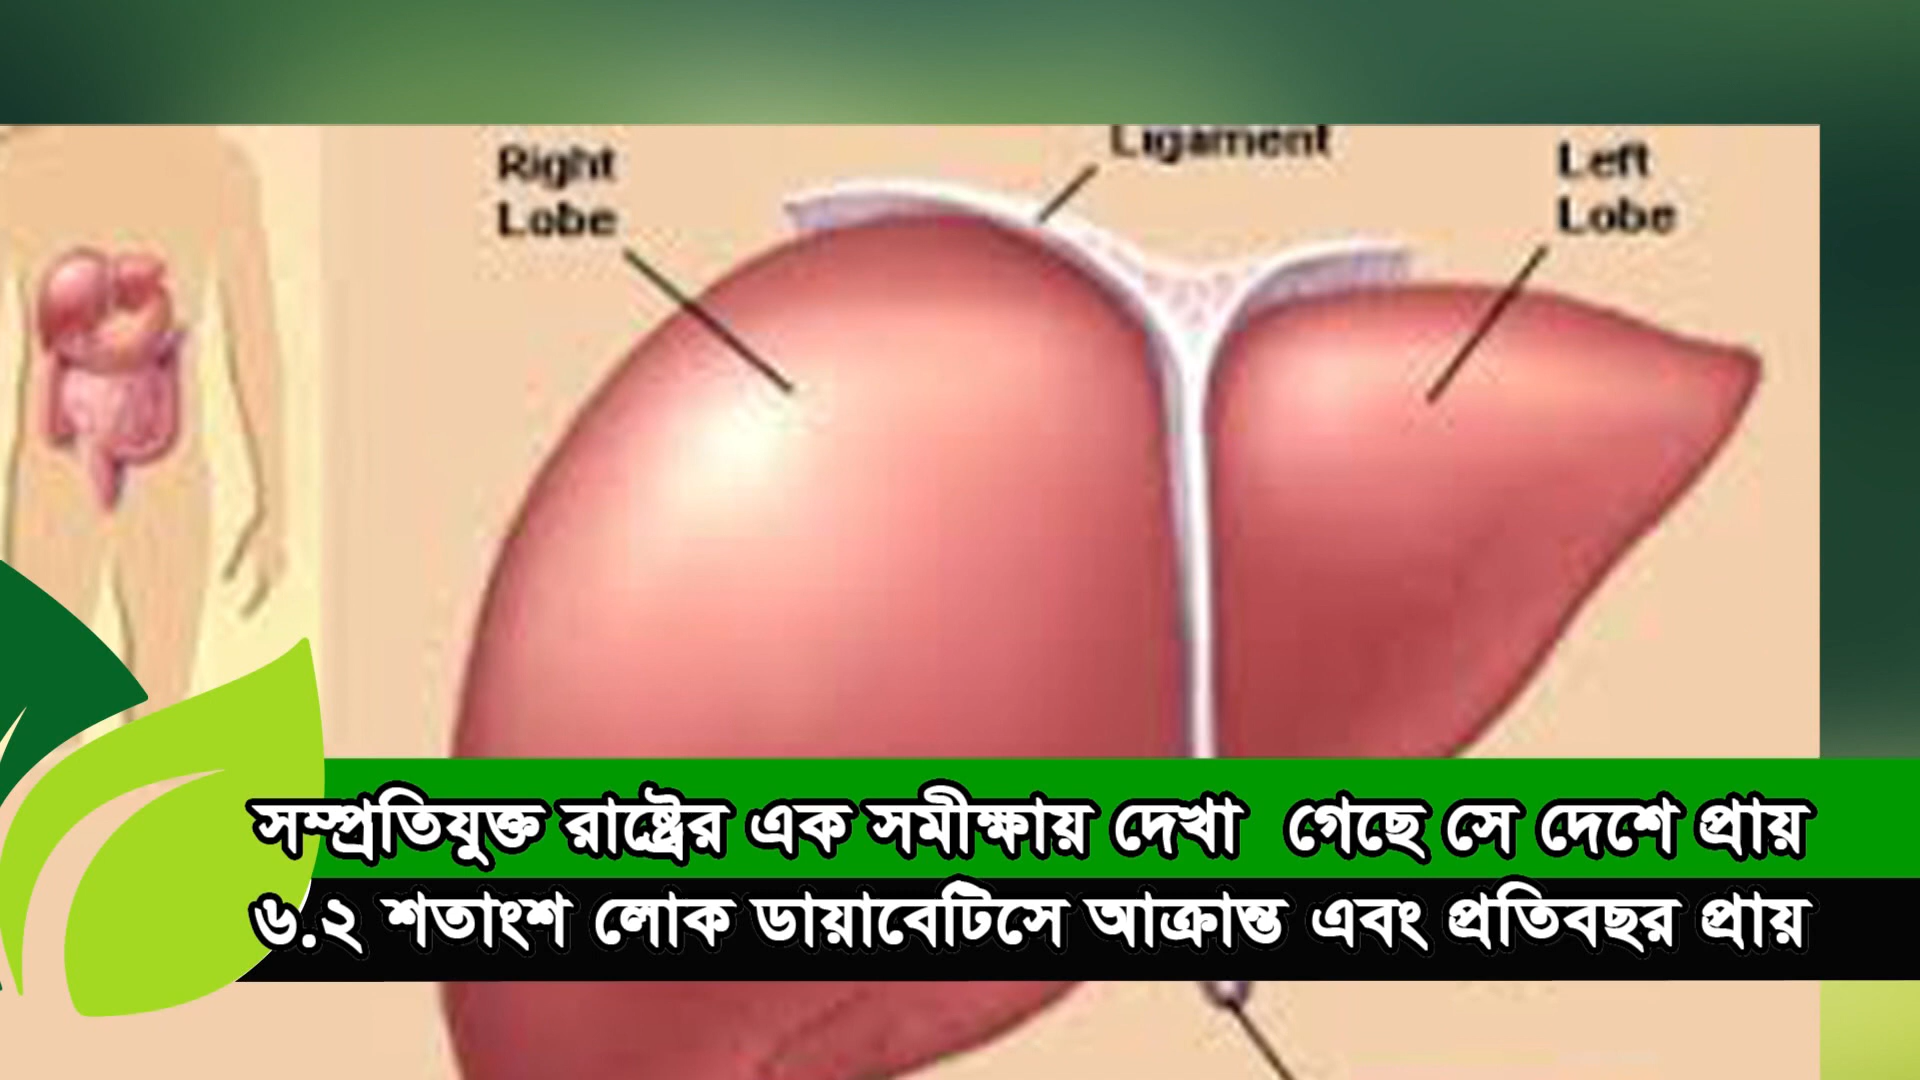 Right
Lobe
Ligament
Left
Lobe
সম্প্রতিযুক্ত রাষ্ট্রের এক সমীক্ষায় দেখা গেছে সে দেশে প্রায়
৬.২ শতাংশ লোক ডায়াবেটিসে আক্রান্ত এবং প্রতিবছর প্রায়